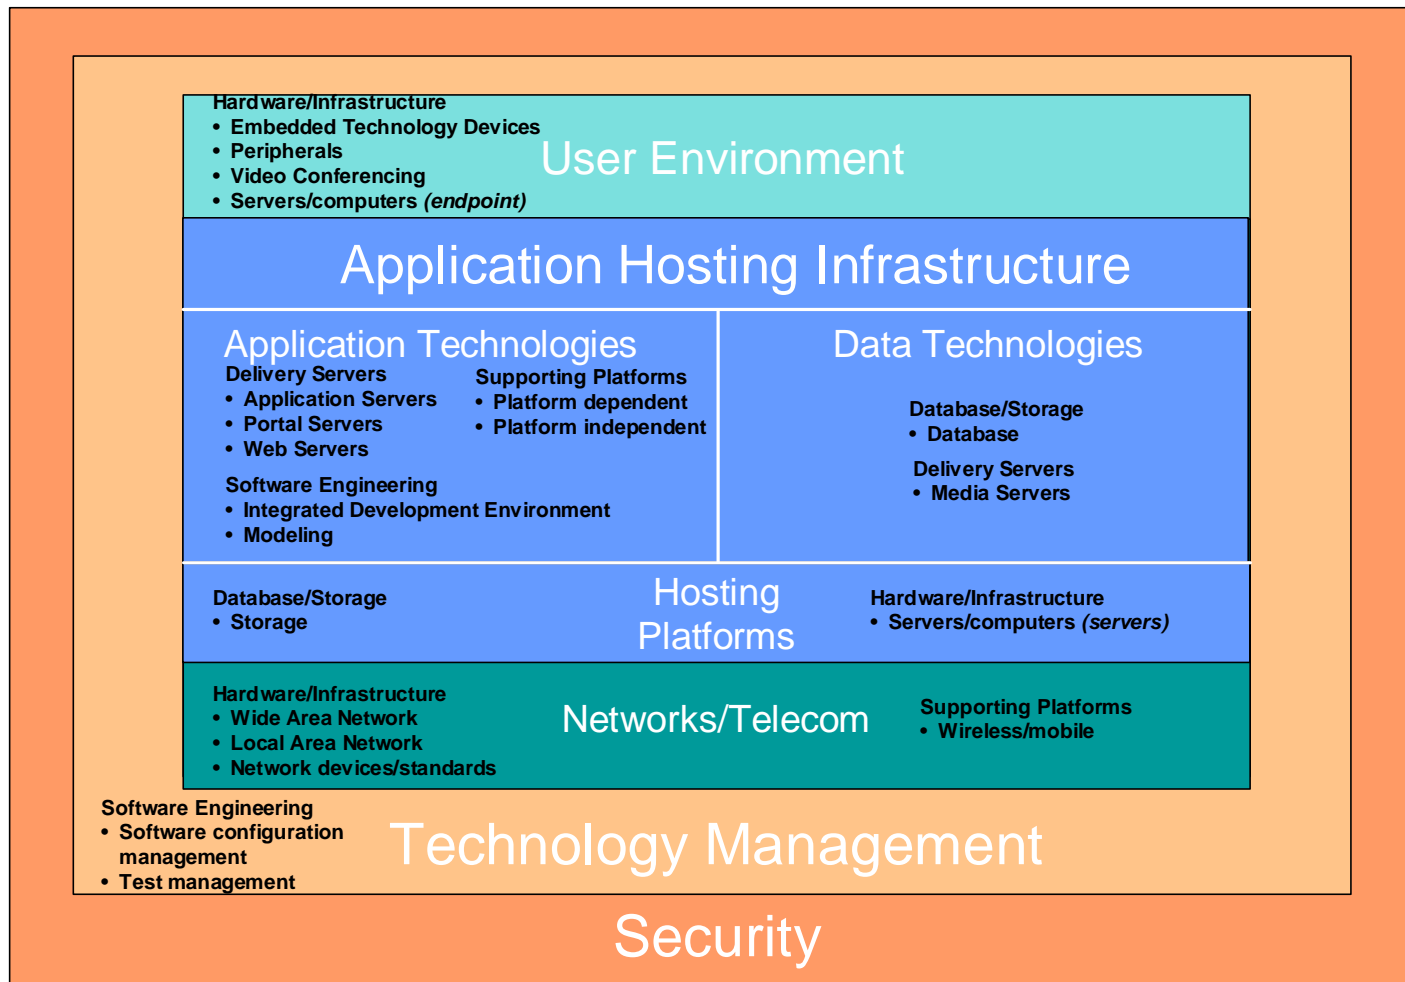 Hardware/Infrastructure
• Embedded Technology Devices
• Peripherals
• Video Conferencing
• Servers/computers (endpoint)
User Environment
Application Hosting Infrastructure
Application Technologies
Delivery Servers
• Application Servers
• Portal Servers
• Web Servers
Supporting Platforms
• Platform dependent
• Platform independent
Software Engineering
• Integrated Development Environment
• Modeling
Data Technologies
Database/Storage
• Database
Delivery Servers
• Media Servers
Database/Storage
• Storage
Hosting
Platforms
Hardware/Infrastructure
• Servers/computers (servers)
Hardware/Infrastructure
• Wide Area Network
• Local Area Network
• Network devices/standards
Networks/Telecom
Supporting Platforms
• Wireless/mobile
Software Engineering
• Software configuration
management
• Test management
Technology Management
Security